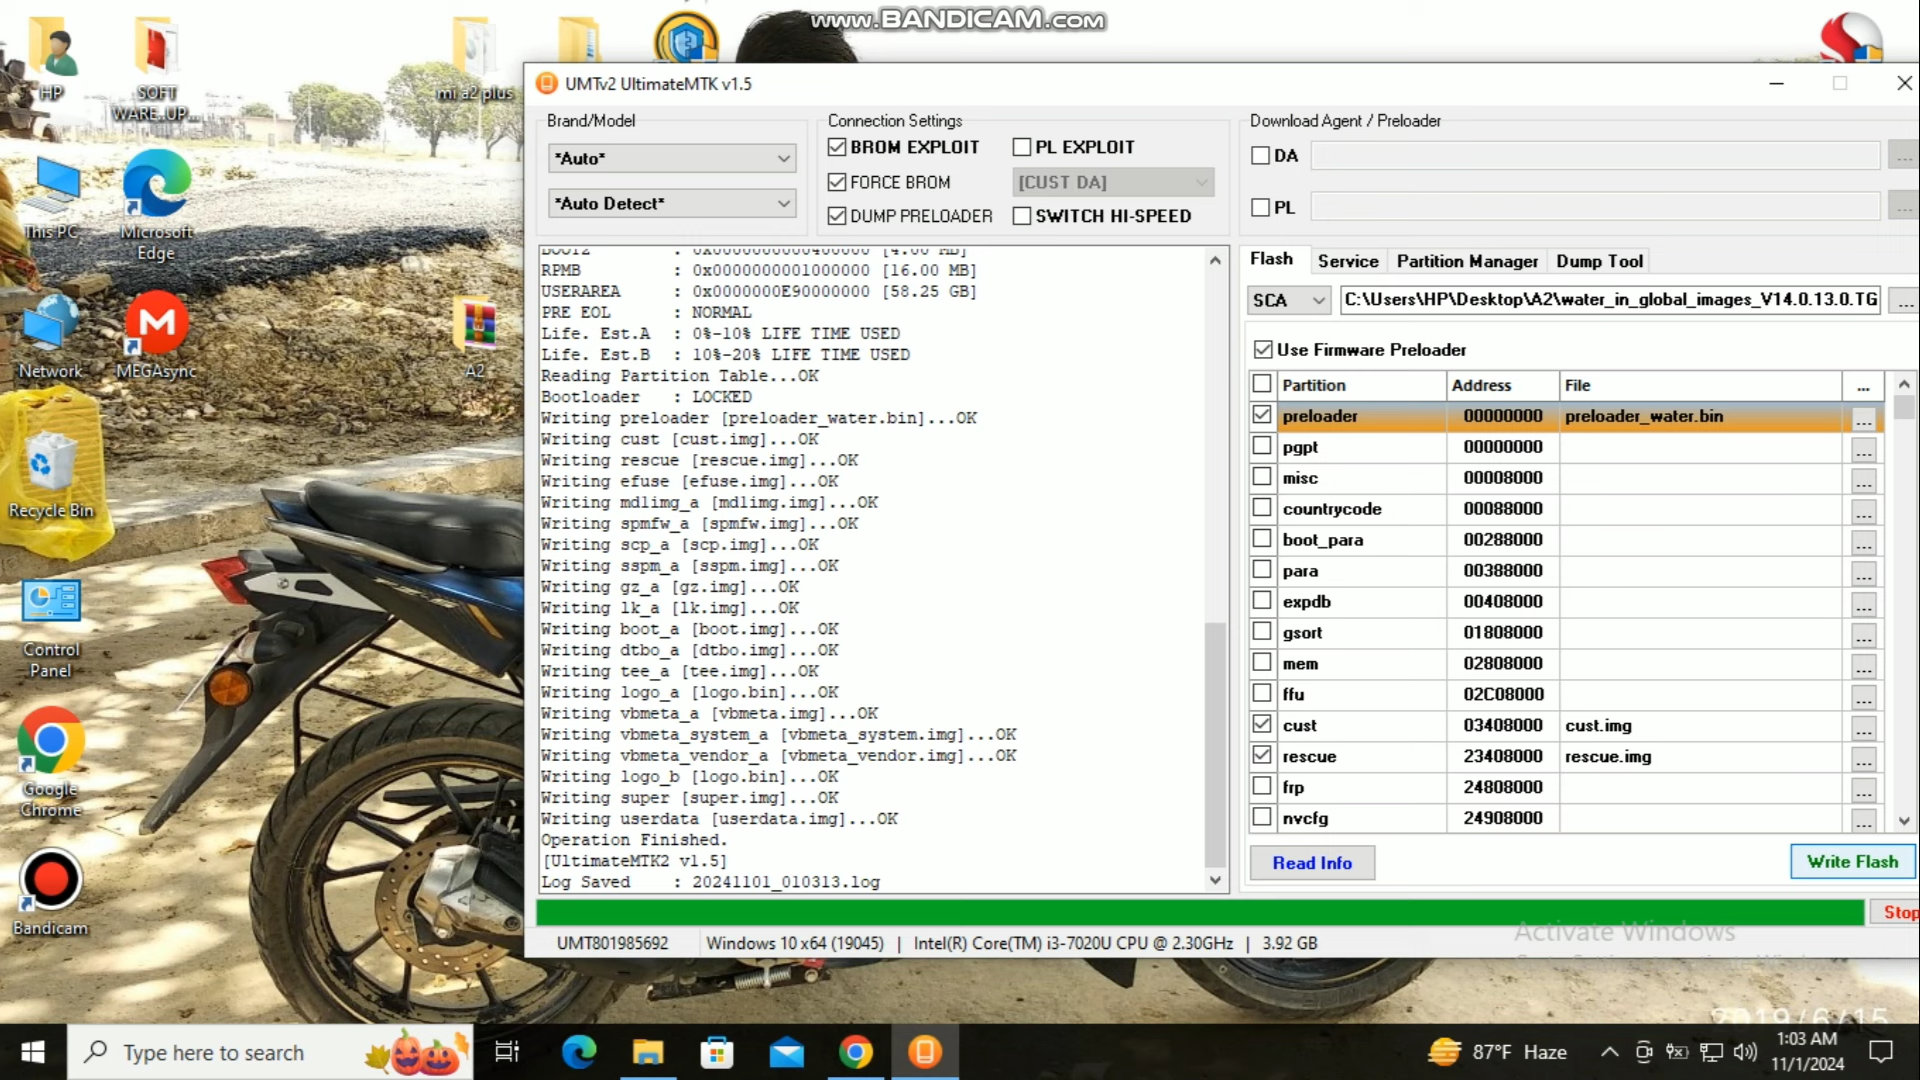 www.BANDICAM.com
HP
SOFT
WARE..UP...
mi a2 plus
This PC
Microsoft
Edge
Network
MEGAsync
A2
Recycle Bin
Control
Panel
Google
Chrome
Bandicam
UMTv2 UltimateMTK v1.5
Brand/Model
*Auto*
*Auto Detect*
Connection Settings
BROM EXPLOIT
PL EXPLOIT
FORCE BROM
[CUST DA]
DUMP PRELOADER
SWITCH HI-SPEED
Download Agent / Preloader
DA
...
PL
...
BOOT2 : 0x0000000000400000 [4.00 MB]
RPMB : 0x0000000001000000 [16.00 MB]
USERAREA : 0x0000000E90000000 [58.25 GB]
PRE EOL : NORMAL
Life. Est.A : 0%-10% LIFE TIME USED
Life. Est.B : 10%-20% LIFE TIME USED
Reading Partition Table...OK
Bootloader : LOCKED
Writing preloader [preloader_water.bin]...OK
Writing cust [cust.img]...OK
Writing rescue [rescue.img]...OK
Writing efuse [efuse.img]...OK
Writing md1img_a [md1img.img]...OK
Writing spmfw_a [spmfw.img]...OK
Writing scp_a [scp.img]...OK
Writing sspm_a [sspm.img]...OK
Writing gz_a [gz.img]...OK
Writing lk_a [lk.img]...OK
Writing boot_a [boot.img]...OK
Writing dtbo_a [dtbo.img]...OK
Writing tee_a [tee.img]...OK
Writing logo_a [logo.bin]...OK
Writing vbmeta_a [vbmeta.img]...OK
Writing vbmeta_system_a [vbmeta_system.img]...OK
Writing vbmeta_vendor_a [vbmeta_vendor.img]...OK
Writing logo_b [logo.bin]...OK
Writing super [super.img]...OK
Writing userdata [userdata.img]...OK
Operation Finished.
[UltimateMTK2 v1.5]
Log Saved : 20241101_010313.log
Flash Service Partition Manager Dump Tool
SCA C:\Users\HP\Desktop\A2\water_in_global_images_V14.0.13.0.TG ...
Use Firmware Preloader
Partition Address File ...
preloader 00000000 preloader_water.bin ...
pgpt 00000000 ...
misc 00008000 ...
countrycode 00088000 ...
boot_para 00288000 ...
para 00388000 ...
expdb 00408000 ...
gsort 01808000 ...
mem 02808000 ...
ffu 02C08000 ...
cust 03408000 cust.img ...
rescue 23408000 rescue.img ...
frp 24808000 ...
nvcfg 24908000 ...
Read Info
Write Flash
Stop
Activate Windows
UMT801985692 Windows 10 x64 (19045) | Intel(R) Core(TM) i3-7020U CPU @ 2.30GHz | 3.92 GB
2019/6/15
Type here to search
87°F Haze
1:03 AM
11/1/2024